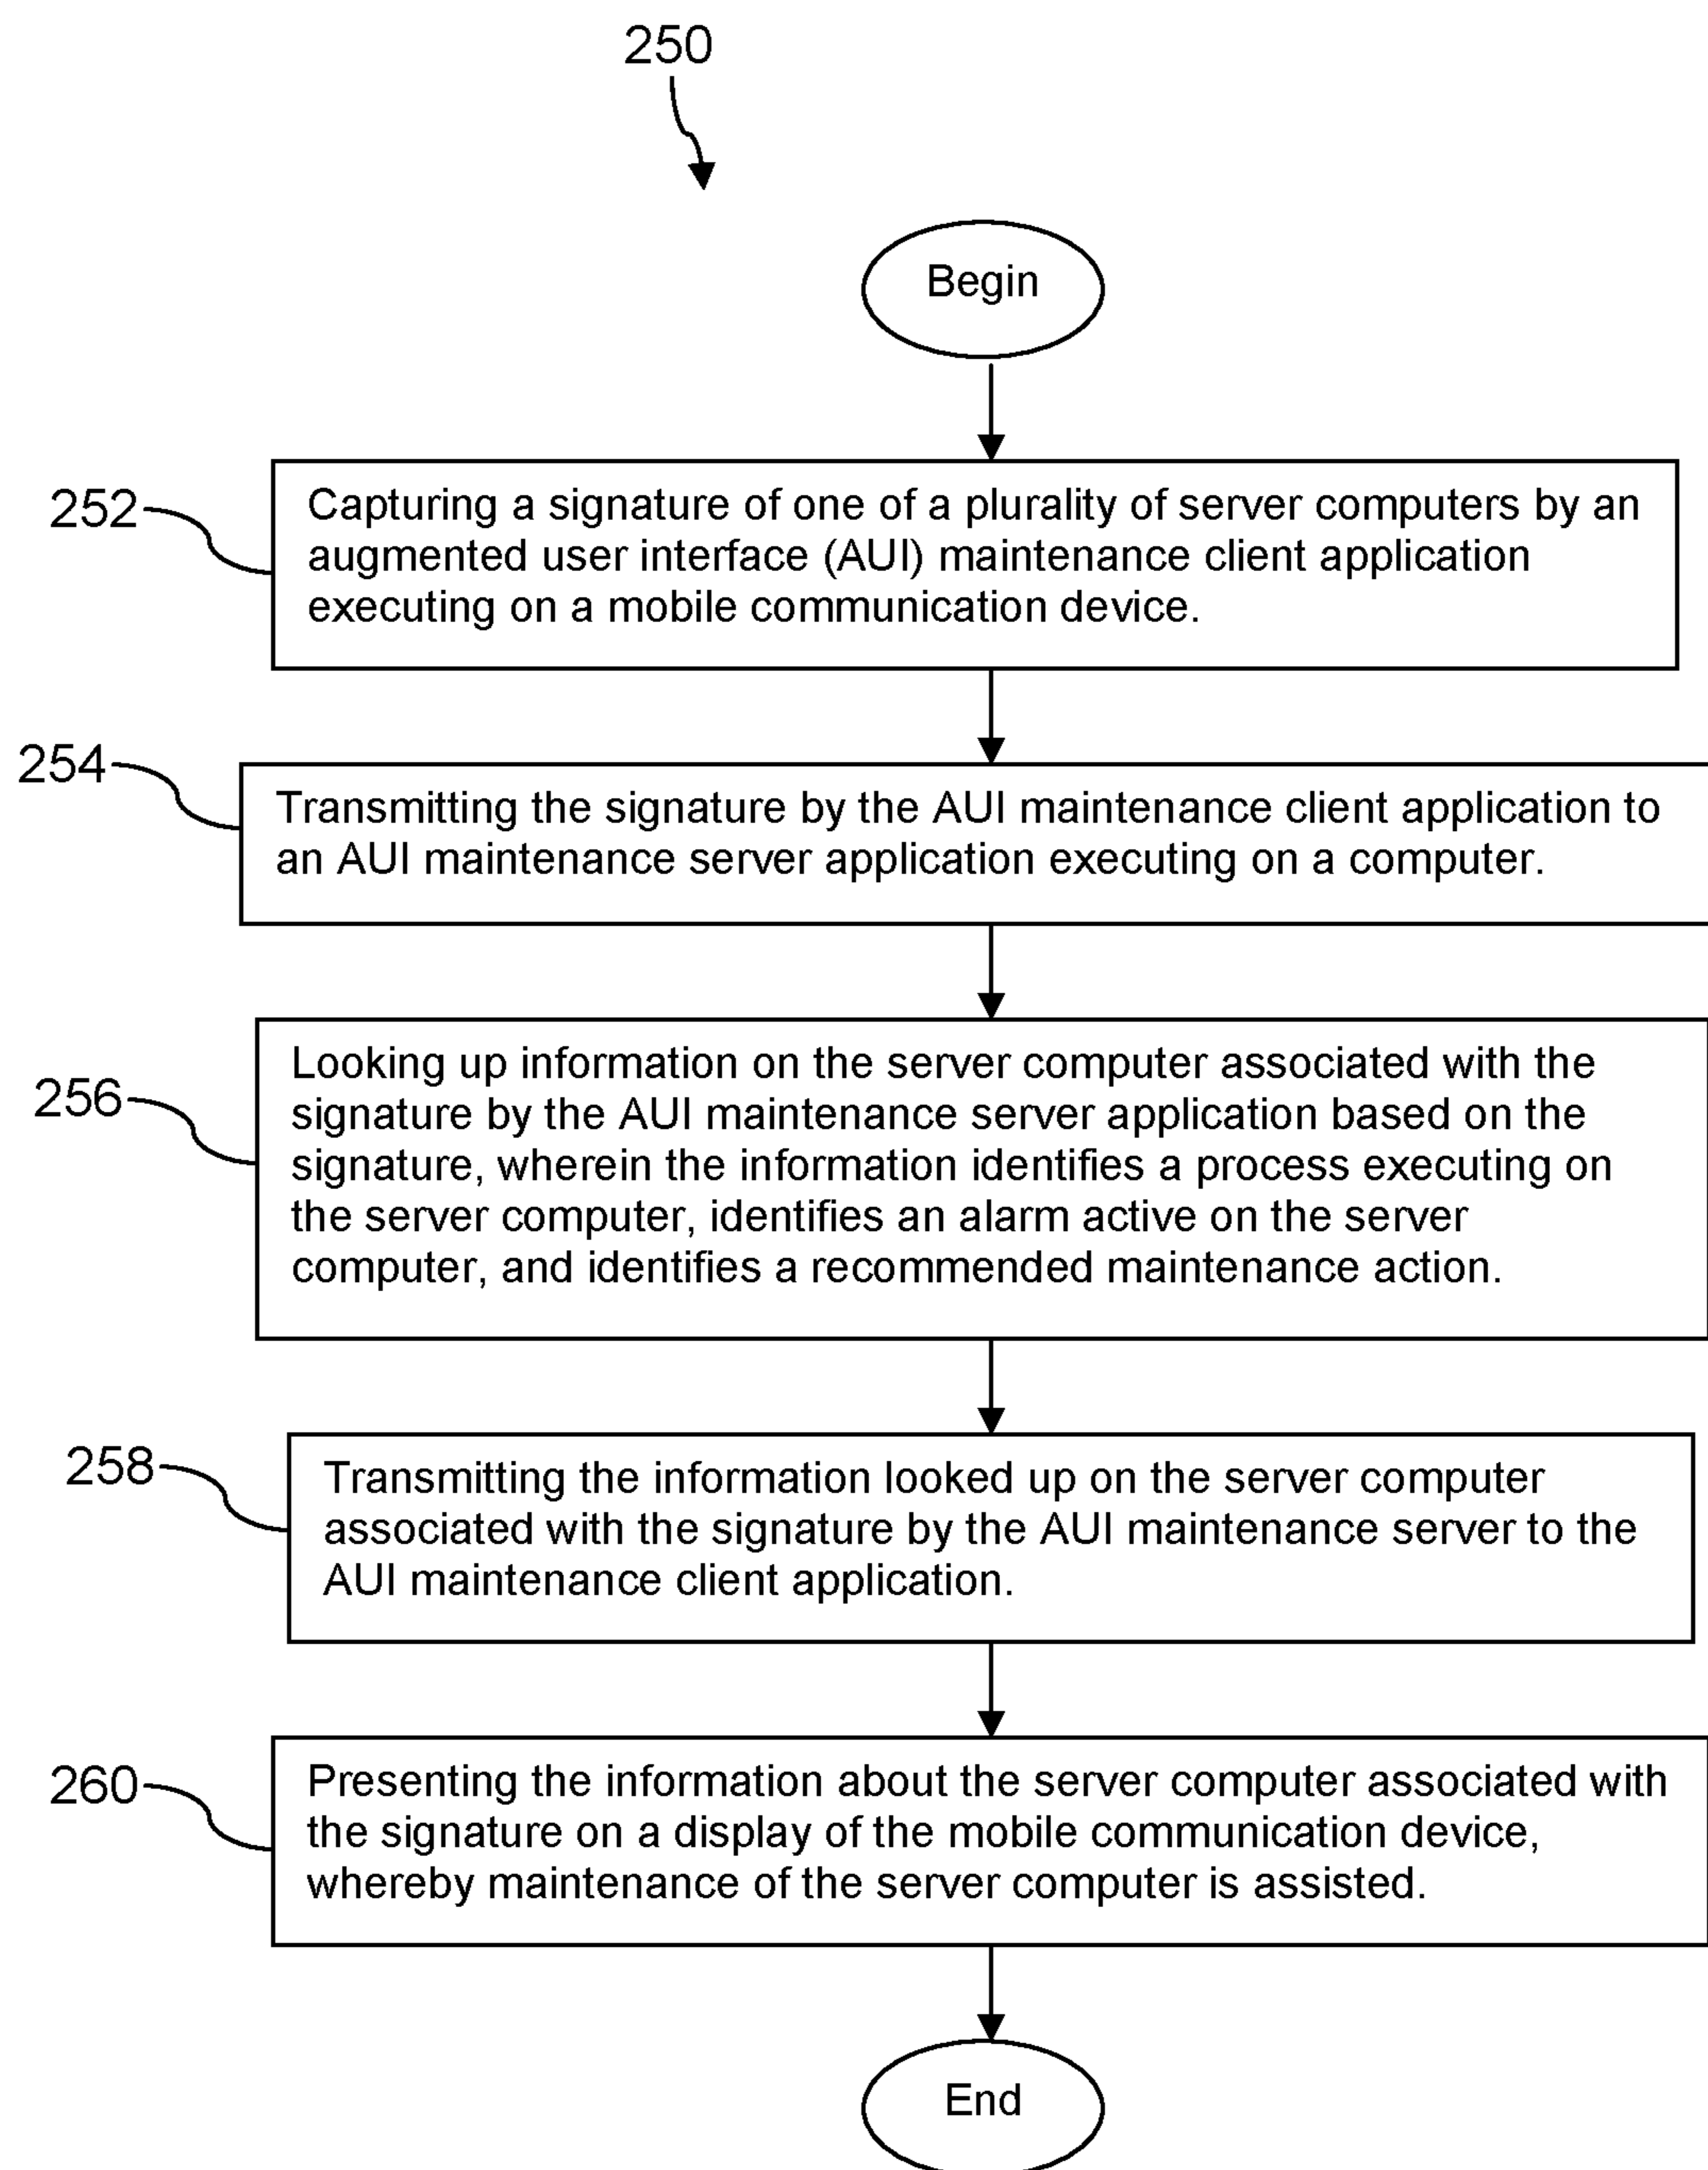 250
Begin
252
Capturing a signature of one of a plurality of server computers by an
augmented user interface (AUI) maintenance client application
executing on a mobile communication device.
254
Transmitting the signature by the AUI maintenance client application to
an AUI maintenance server application executing on a computer.
256
Looking up information on the server computer associated with the
signature by the AUI maintenance server application based on the
signature, wherein the information identifies a process executing on
the server computer, identifies an alarm active on the server
computer, and identifies a recommended maintenance action.
258
Transmitting the information looked up on the server computer
associated with the signature by the AUI maintenance server to the
AUI maintenance client application.
260
Presenting the information about the server computer associated with
the signature on a display of the mobile communication device,
whereby maintenance of the server computer is assisted.
End